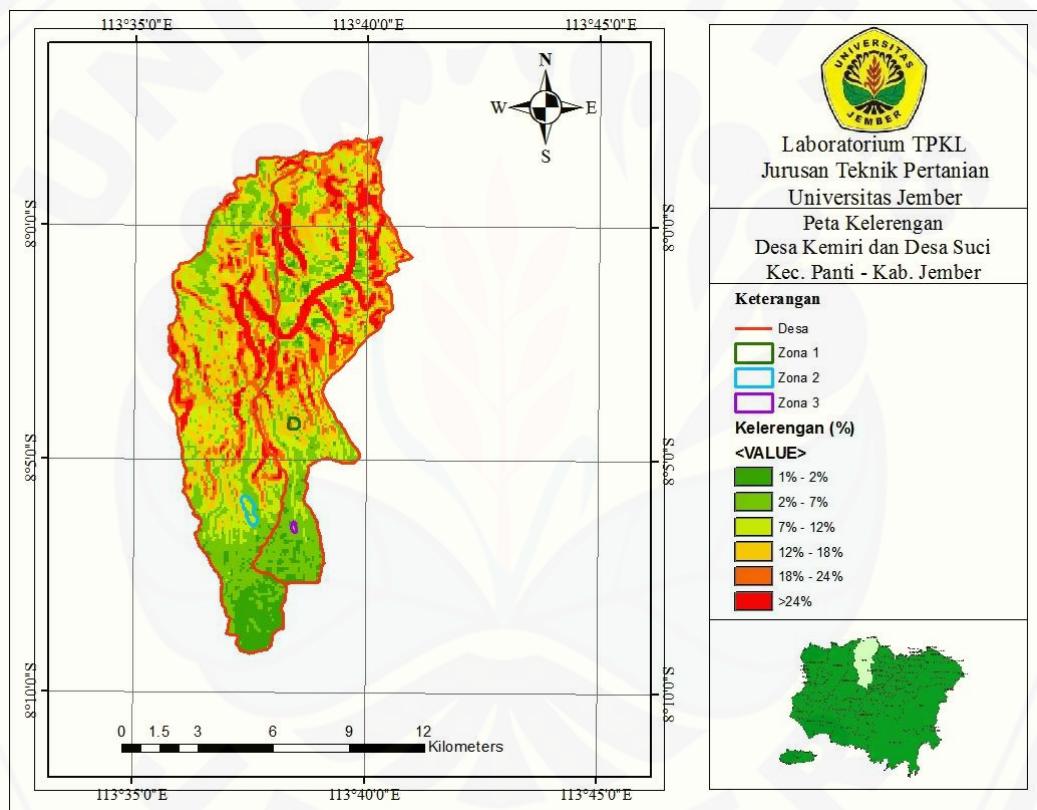 113°35'0"E
113°40'0"E
113°45'0"E
N
W
E
S
8°0'0"S
8°0'0"S
8°5'0"S
8°5'0"S
8°10'0"S
8°10'0"S
0 1.5 3 6 9 12
Kilometers
113°35'0"E
113°40'0"E
113°45'0"E
UNIVERSITAS
JEMBER
Laboratorium TPKL
Jurusan Teknik Pertanian
Universitas Jember
Peta Kelerengan
Desa Kemiri dan Desa Suci
Kec. Panti - Kab. Jember
Keterangan
Desa
Zona 1
Zona 2
Zona 3
Kelerengan (%)
<VALUE>
1% - 2%
2% - 7%
7% - 12%
12% - 18%
18% - 24%
>24%